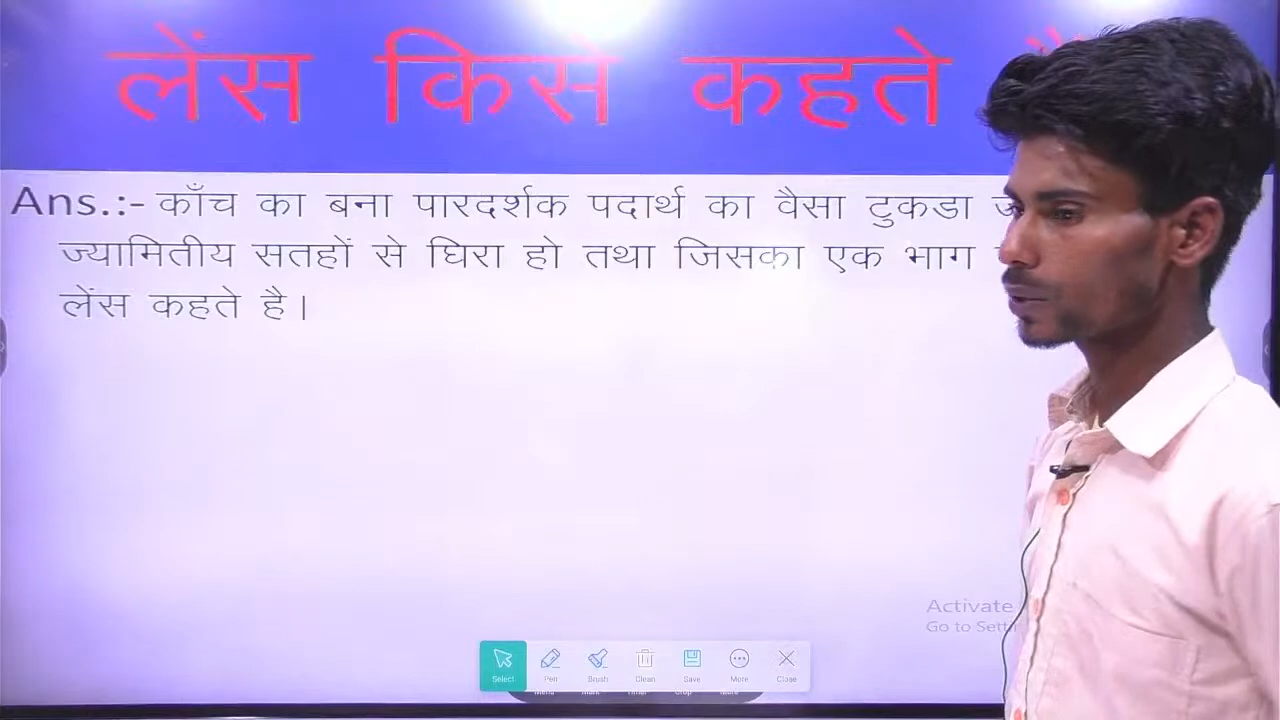 लेंस किसे कहते
Ans.:- काँच का बना पारदर्शक पदार्थ का वैसा टुकडा
ज्यामितीय सतहों से घिरा हो तथा जिसका एक भाग
लेंस कहते है।
Activate
Go to
Select Pen Brush Clean Save More Close